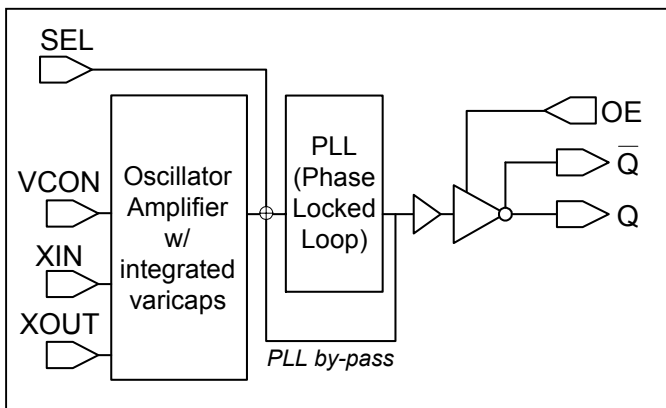 SEL
OE
VCON
XIN
XOUT
Oscillator
Amplifier
w/
integrated
varicaps
PLL
(Phase
Locked
Loop)
Q̅
Q
PLL by-pass